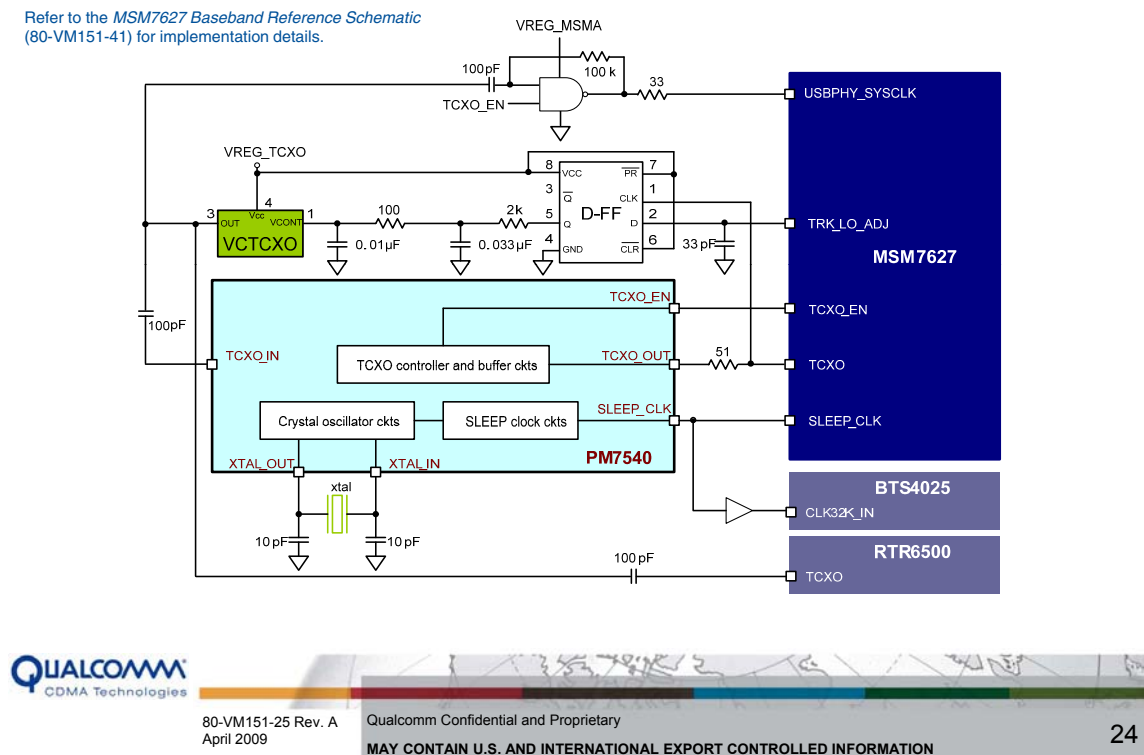 Refer to the MSM7627 Baseband Reference Schematic
(80-VM151-41) for implementation details.
VREG_MSMA
100pF
100 k
33
TCXO_EN
USBPHY_SYSCLK
VREG_TCXO
8
VCC
PR
7
3
Q
CLK
1
D-FF
5
Q
D
2
4
GND
CLR
6
3
OUT
Vcc
4
VCONT
1
VCTCXO
100
2k
0.01µF
0.033µF
33 pF
TRK_LO_ADJ
MSM7627
100pF
TCXO_EN
TCXO_EN
TCXO_IN
TCXO controller and buffer ckts
TCXO_OUT
51
TCXO
Crystal oscillator ckts
SLEEP clock ckts
SLEEP_CLK
SLEEP_CLK
XTAL_OUT
XTAL_IN
PM7540
xtal
10 pF
10 pF
BTS4025
CLK32K_IN
RTR6500
100 pF
TCXO
QUALCOMM
CDMA Technologies
80-VM151-25 Rev. A
April 2009
Qualcomm Confidential and Proprietary
MAY CONTAIN U.S. AND INTERNATIONAL EXPORT CONTROLLED INFORMATION
24